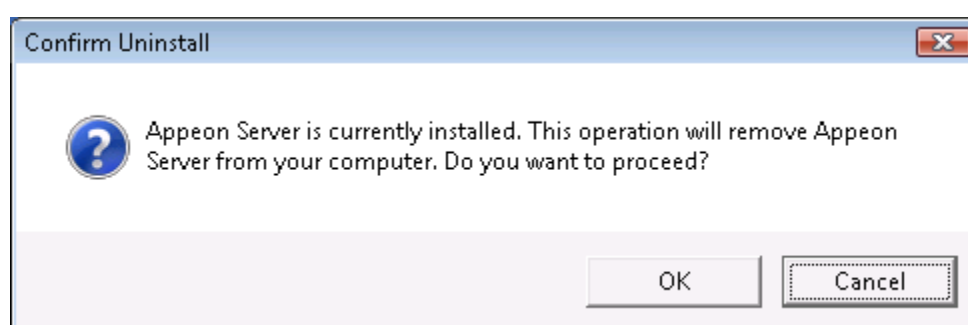 Confirm Uninstall
Appeon Server is currently installed. This operation will remove Appeon
Server from your computer. Do you want to proceed?
OK
Cancel